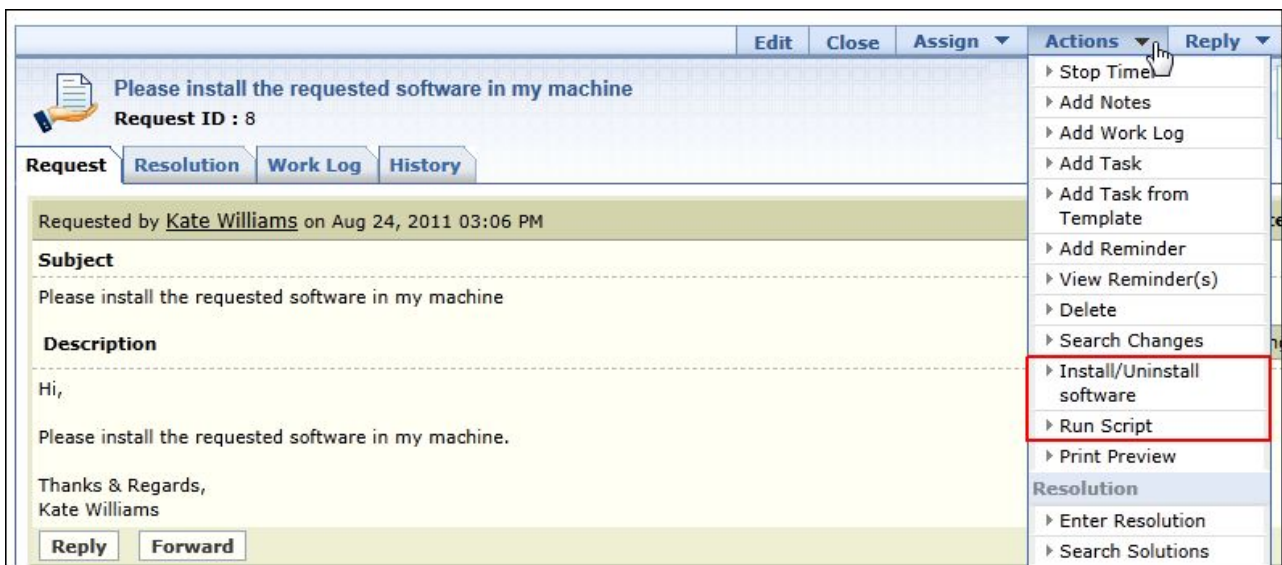 Edit Close Assign Actions Reply
Please install the requested software in my machine
Request ID : 8
Request Resolution Work Log History
Requested by Kate Williams on Aug 24, 2011 03:06 PM
Subject
Please install the requested software in my machine
Description
Hi,
Please install the requested software in my machine.
Thanks & Regards,
Kate Williams
Reply Forward
Stop Timer
Add Notes
Add Work Log
Add Task
Add Task from
Template
Add Reminder
View Reminder(s)
Delete
Search Changes
Install/Uninstall
software
Run Script
Print Preview
Resolution
Enter Resolution
Search Solutions